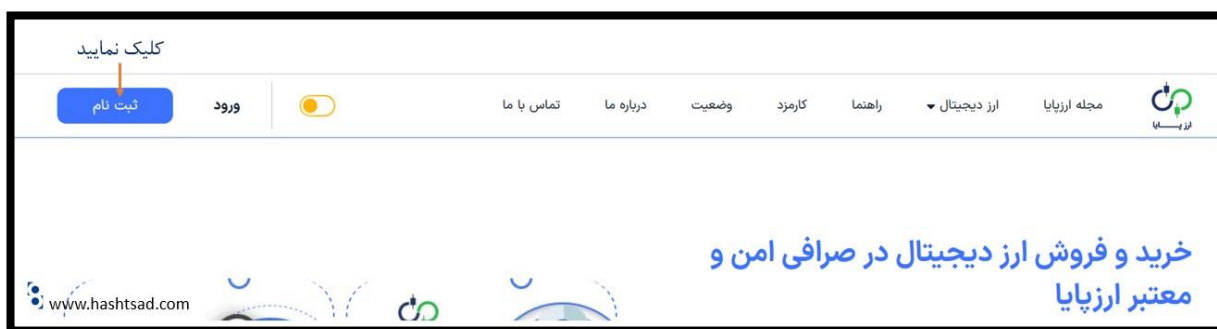 کلیک نمایید
ارز پایا
مجله ارزپایا
ارز دیجیتال
راهنما
کارمزد
وضعیت
درباره ما
تماس با ما
ورود
ثبت نام
خرید و فروش ارز دیجیتال در صرافی امن و
معتبر ارزپایا
www.hashtsad.com